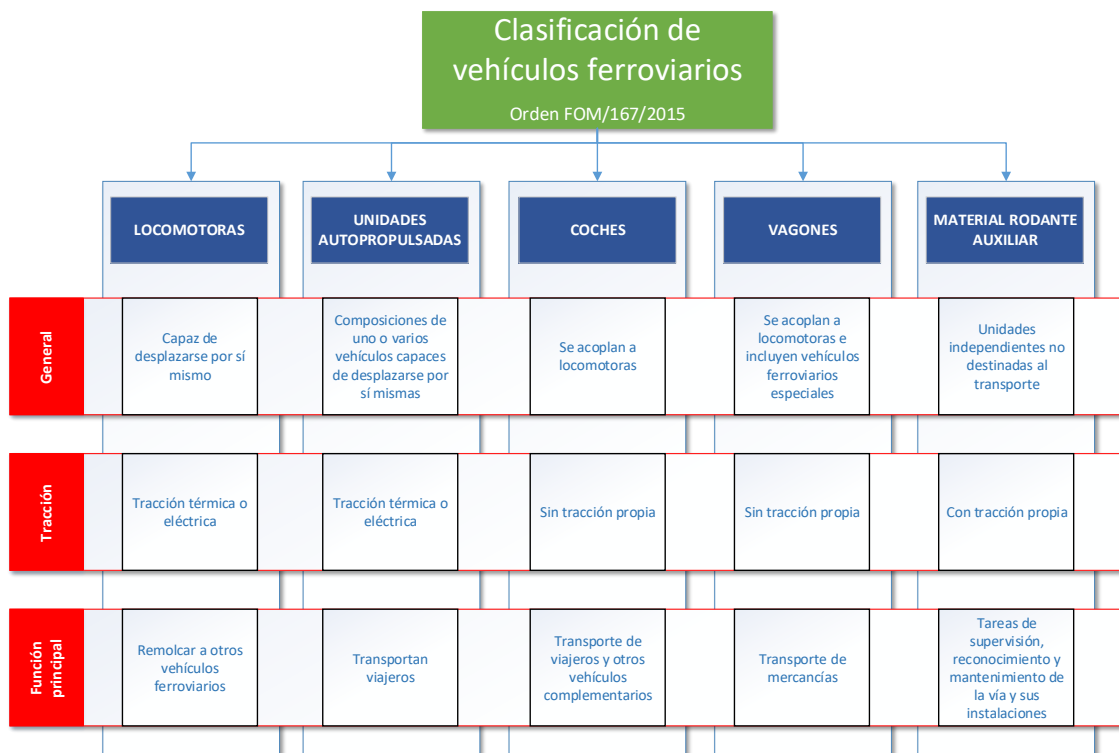 Clasificación de
vehículos ferroviarios
Orden FOM/167/2015
LOCOMOTORAS
UNIDADES
AUTOPROPULSADAS
COCHES
VAGONES
MATERIAL RODANTE
AUXILIAR
General
Capaz de
desplazarse por sí
mismo
Composiciones de
uno o varios
vehículos capaces
de desplazarse por
sí mismas
Se acoplan a
locomotoras
Se acoplan a
locomotoras e
incluyen vehículos
ferroviarios
especiales
Unidades
independientes no
destinadas al
transporte
Tracción
Tracción térmica o
eléctrica
Tracción térmica o
eléctrica
Sin tracción propia
Sin tracción propia
Con tracción propia
Función
principal
Remolcar a otros
vehículos
ferroviarios
Transportan
viajeros
Transporte de
viajeros y otros
vehículos
complementarios
Transporte de
mercancías
Tareas de
supervisión,
reconocimiento y
mantenimiento de
la vía y sus
instalaciones